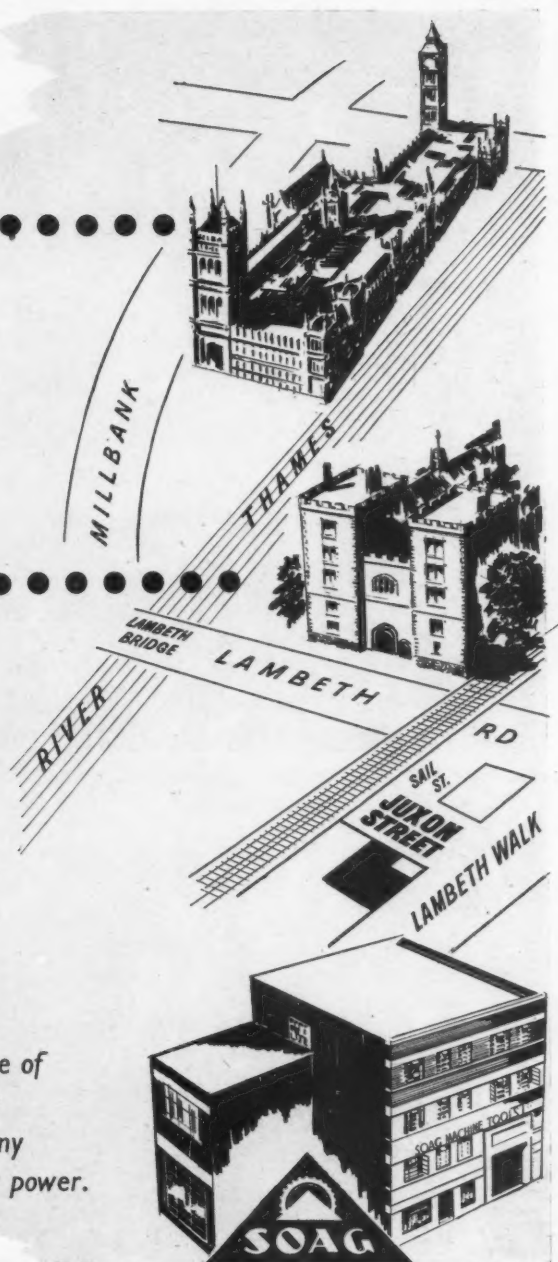 MILLBANK
THAMES
LAMBETH
BRIDGE
LAMBETH
RD
RIVER
SAIL
ST.
JUXON
STREET
LAMBETH WALK
e of
ny
power.
SOAG MACHINE TOOLS
SOAG